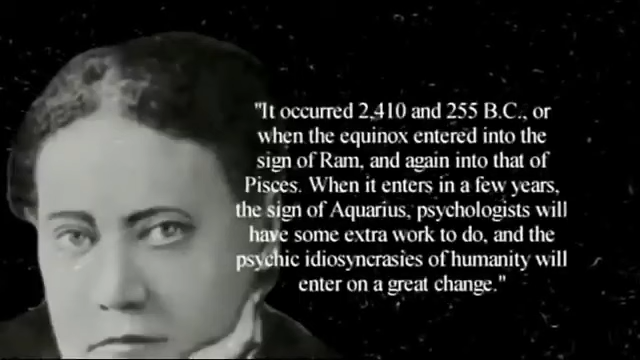 "It occurred 2,410 and 255 B.C., or
when the equinox entered into the
sign of Ram, and again into that of
Pisces. When it enters in a few years,
the sign of Aquarius, psychologists will
have some extra work to do, and the
psychic idiosyncrasies of humanity will
enter on a great change."